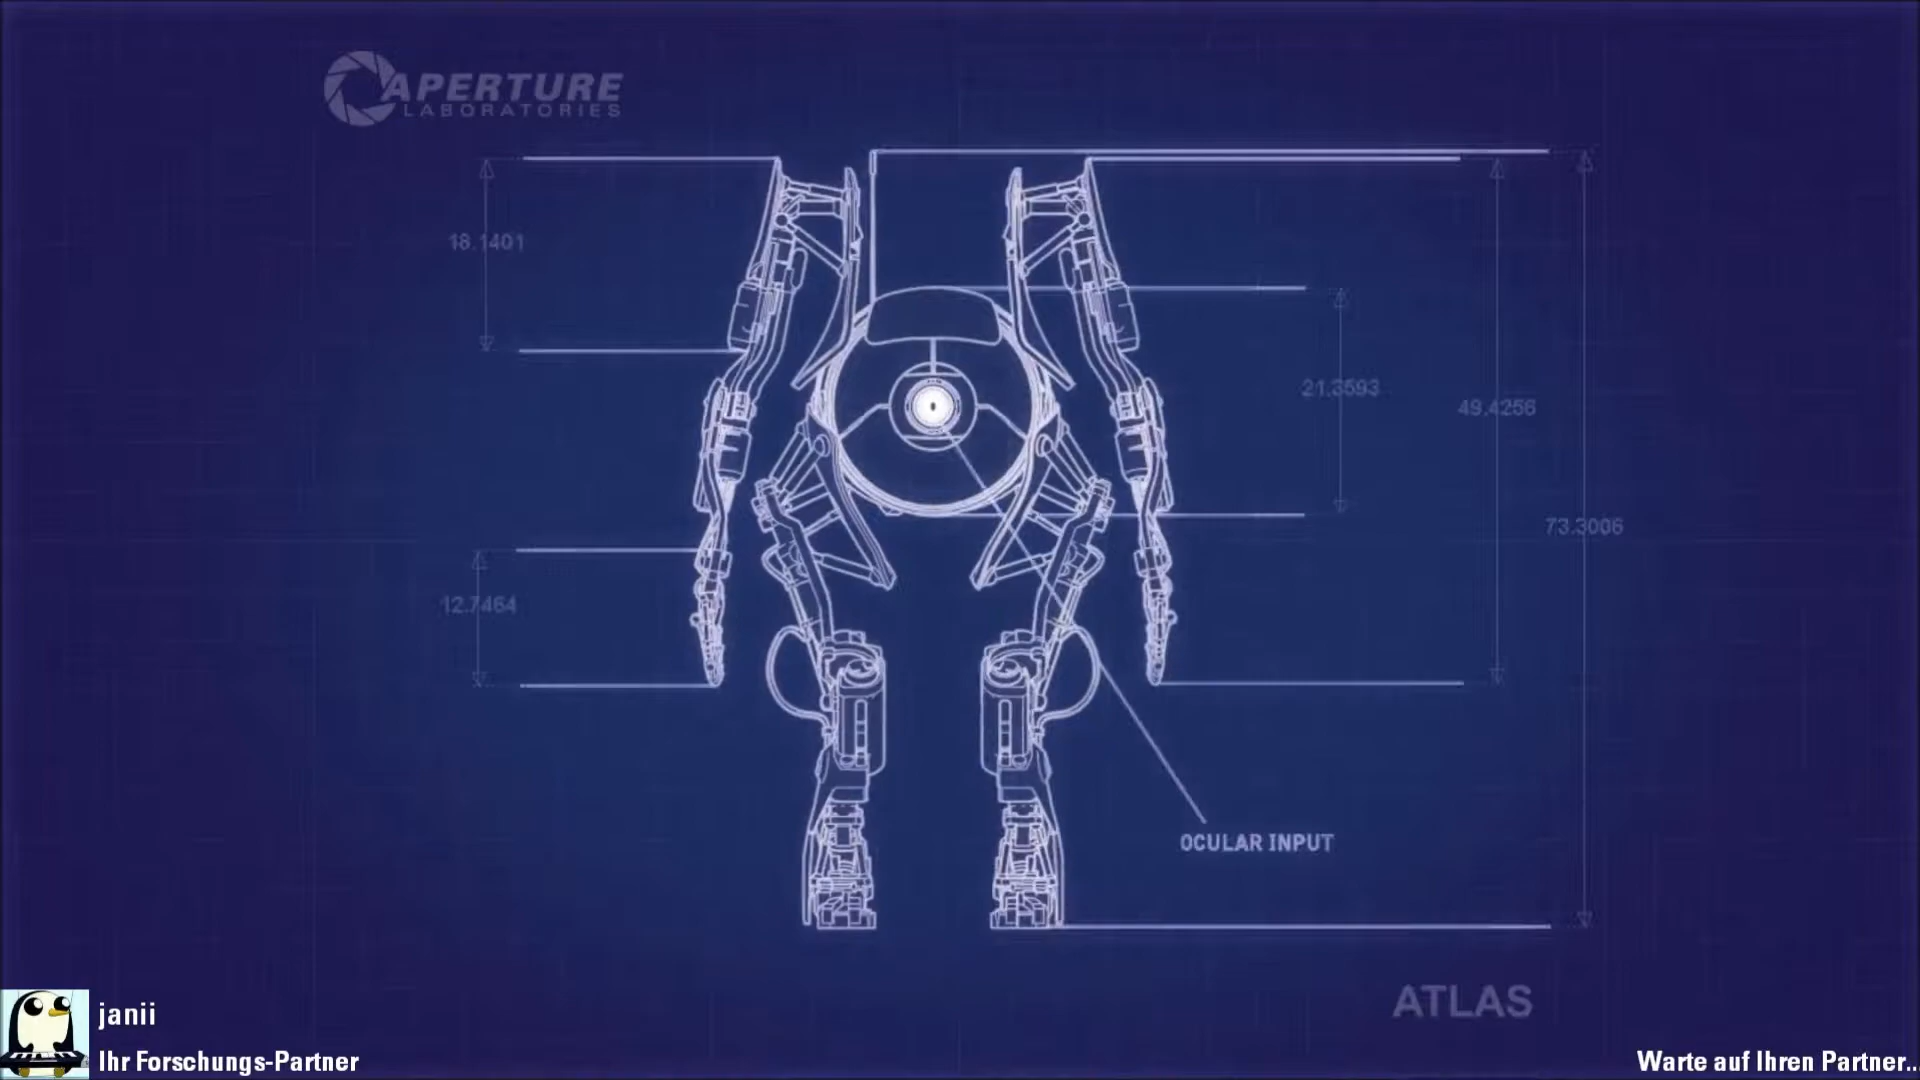 APERTURE
LABORATORIES
18.1401
21.3593
49.4256
73.3006
12.7464
OCULAR INPUT
ATLAS
janii
Ihr Forschungs-Partner
Warte auf Ihren Partner...